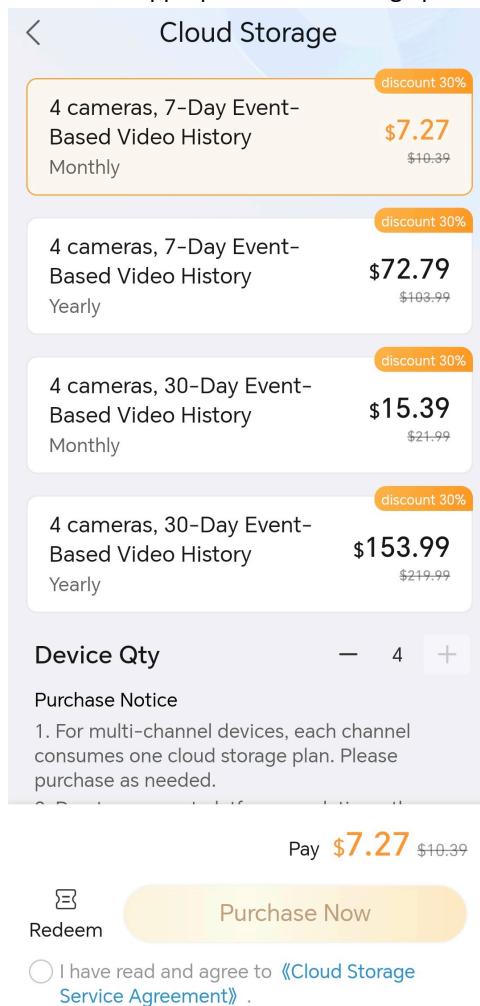 Cloud Storage
discount 30%
4 cameras, 7-Day Event-
Based Video History
$7.27
$10.39
Monthly
discount 30%
4 cameras, 7-Day Event-
Based Video History
$72.79
$103.99
Yearly
discount 30%
4 cameras, 30-Day Event-
Based Video History
$15.39
$21.99
Monthly
discount 30%
4 cameras, 30-Day Event-
Based Video History
$153.99
$219.99
Yearly
Device Qty
— 4 +
Purchase Notice
1. For multi-channel devices, each channel
consumes one cloud storage plan. Please
purchase as needed.
Pay $7.27 $10.39
Redeem
Purchase Now
I have read and agree to 《Cloud Storage
Service Agreement》 .